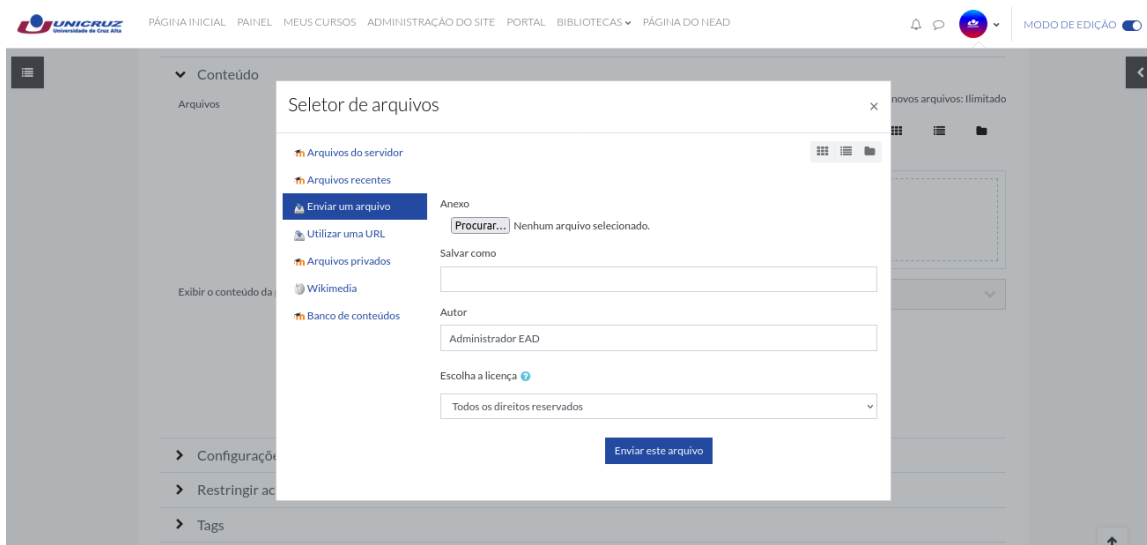 UNICRUZ
Universidade de Cruz Alta
PÁGINA INICIAL PAINEL MEUS CURSOS ADMINISTRAÇÃO DO SITE PORTAL BIBLIOTECAS PÁGINA DO NEAD
MODO DE EDIÇÃO
Conteúdo
Arquivos
novos arquivos: Ilimitado
Seletor de arquivos
×
Arquivos do servidor
Arquivos recentes
Enviar um arquivo
Utilizar uma URL
Arquivos privados
Wikimedia
Banco de conteúdos
Anexo
Procurar... Nenhum arquivo selecionado.
Salvar como
Autor
Administrador EAD
Escolha a licença
Todos os direitos reservados
Enviar este arquivo
Exibir o conteúdo da
Configuraçõe
Restringir ac
Tags